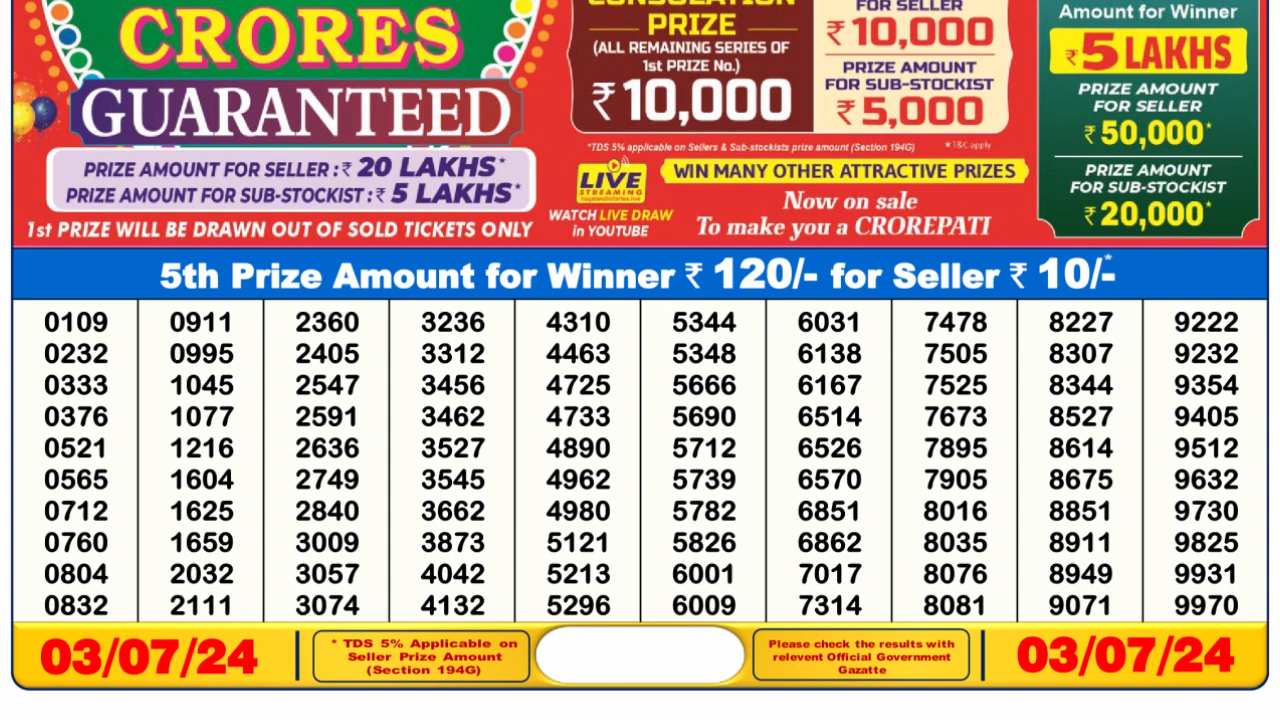 CRORES
GUARANTEED
PRIZE AMOUNT FOR SELLER : ₹ 20 LAKHS*
PRIZE AMOUNT FOR SUB-STOCKIST : ₹ 5 LAKHS*
1st PRIZE WILL BE DRAWN OUT OF SOLD TICKETS ONLY
CONSOLATION
PRIZE
(ALL REMAINING SERIES OF
1st PRIZE No.)
₹ 10,000
FOR SELLER
₹ 10,000
PRIZE AMOUNT
FOR SUB-STOCKIST
₹ 5,000
*TDS 5% applicable on Sellers & Sub-stockists prize amount (Section 194G)
*T&C apply
LIVE
STREAMING
nagalandlotteries.live
WATCH LIVE DRAW
in YOUTUBE
WIN MANY OTHER ATTRACTIVE PRIZES
Now on sale
To make you a CROREPATI
Amount for Winner
₹ 5 LAKHS
PRIZE AMOUNT
FOR SELLER
₹ 50,000*
PRIZE AMOUNT
FOR SUB-STOCKIST
₹ 20,000*
5th Prize Amount for Winner ₹ 120/- for Seller ₹ 10/-*
0109 0911 2360 3236 4310 5344 6031 7478 8227 9222
0232 0995 2405 3312 4463 5348 6138 7505 8307 9232
0333 1045 2547 3456 4725 5666 6167 7525 8344 9354
0376 1077 2591 3462 4733 5690 6514 7673 8527 9405
0521 1216 2636 3527 4890 5712 6526 7895 8614 9512
0565 1604 2749 3545 4962 5739 6570 7905 8675 9632
0712 1625 2840 3662 4980 5782 6851 8016 8851 9730
0760 1659 3009 3873 5121 5826 6862 8035 8911 9825
0804 2032 3057 4042 5213 6001 7017 8076 8949 9931
0832 2111 3074 4132 5296 6009 7314 8081 9071 9970
03/07/24
* TDS 5% Applicable on
Seller Prize Amount
(Section 194G)
Please check the results with
relevent Official Government
Gazatte
03/07/24